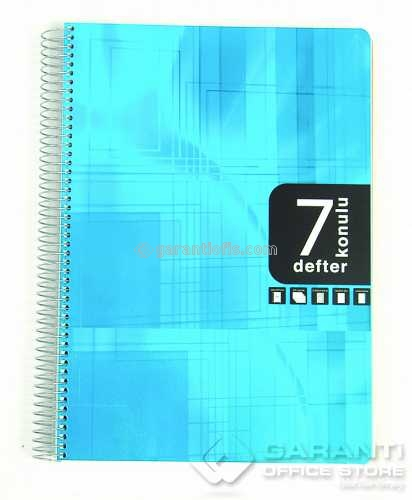 7
konulu
defter
© garantiofis.com
GARANTI
OFFICE STORE